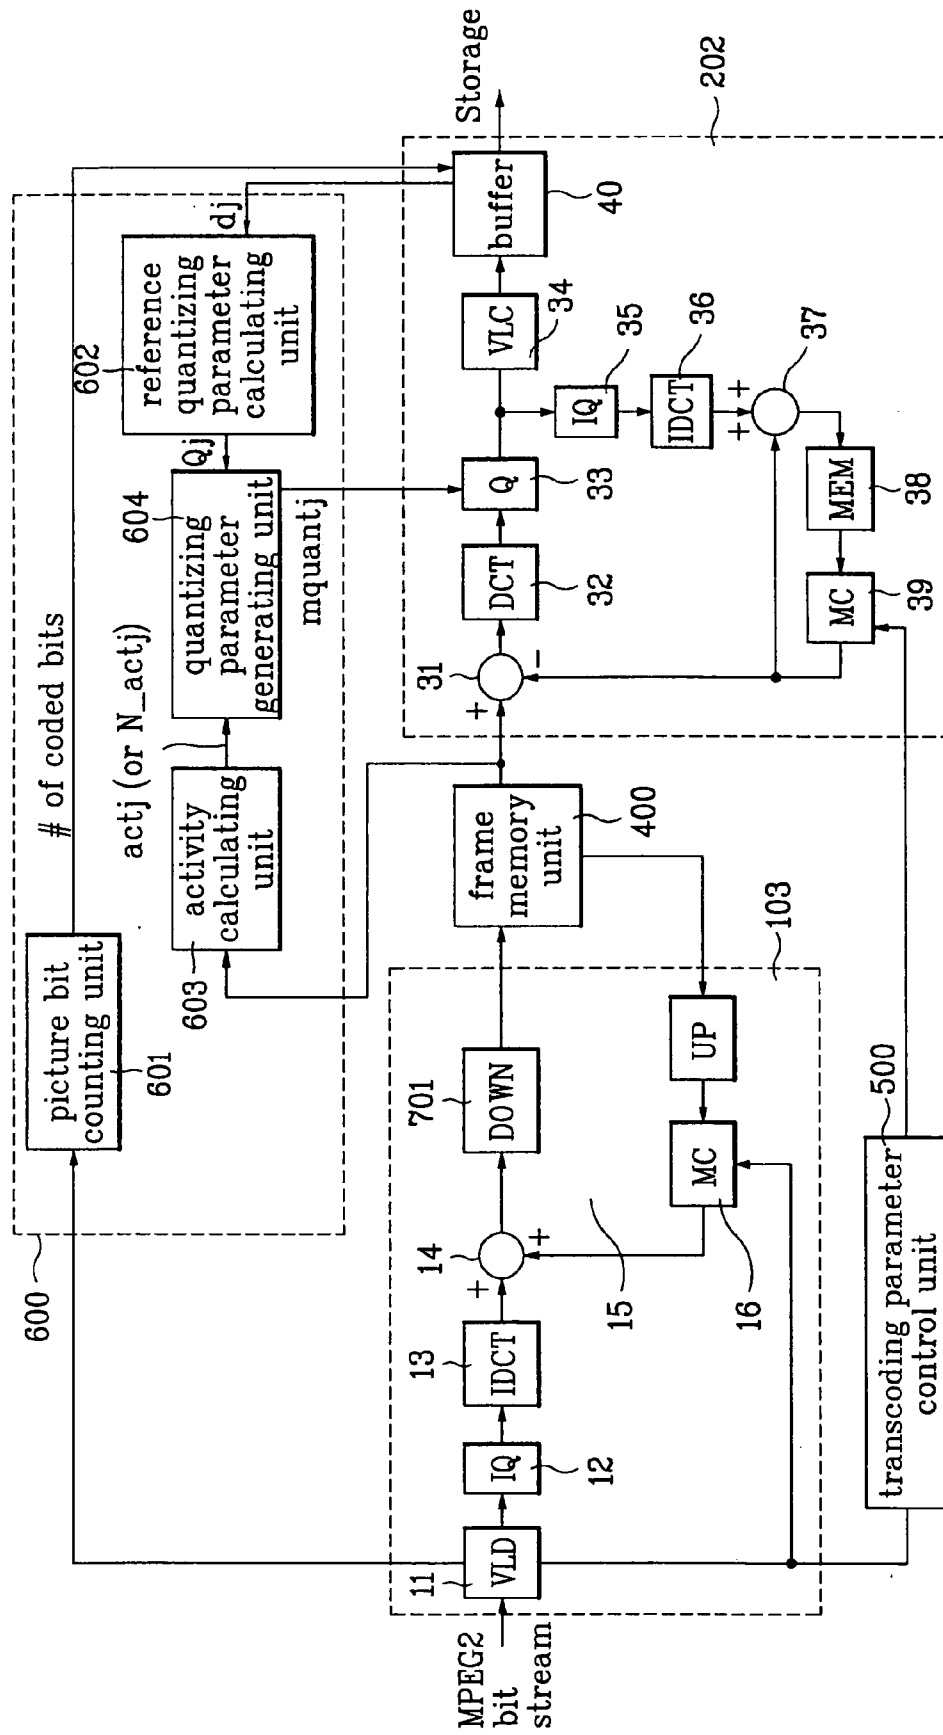 600
picture bit
counting unit
601
# of coded bits
603
activity
calculating
unit
actj (or N_actj)
604
quantizing
parameter
generating unit
mquantj
Qj
602
reference
quantizing
parameter
calculating
unit
dj
MPEG2
bit
stream
11
VLD
IQ
12
13
IDCT
14
+
+
15
701
DOWN
UP
MC
16
103
frame
memory
unit
400
31
+
-
DCT
32
Q
33
VLC
34
buffer
40
Storage
IQ
35
IDCT
36
+
+
37
MEM
38
MC
39
202
transcoding parameter
control unit
500